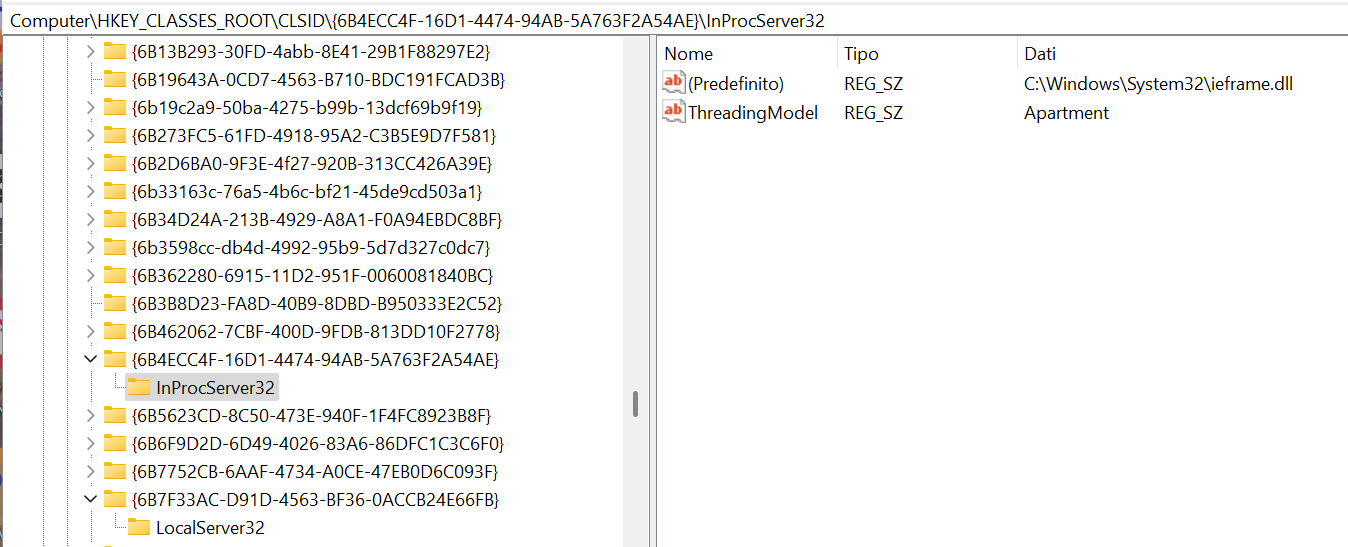 Computer\HKEY_CLASSES_ROOT\CLSID\{6B4ECC4F-16D1-4474-94AB-5A763F2A54AE}\InProcServer32
{6B13B293-30FD-4abb-8E41-29B1F88297E2}
{6B19643A-0CD7-4563-B710-BDC191FCAD3B}
{6b19c2a9-50ba-4275-b99b-13dcf69b9f19}
{6B273FC5-61FD-4918-95A2-C3B5E9D7F581}
{6B2D6BA0-9F3E-4f27-920B-313CC426A39E}
{6b33163c-76a5-4b6c-bf21-45de9cd503a1}
{6B34D24A-213B-4929-A8A1-F0A94EBDC8BF}
{6b3598cc-db4d-4992-95b9-5d7d327c0dc7}
{6B362280-6915-11D2-951F-0060081840BC}
{6B3B8D23-FA8D-40B9-8DBD-B950333E2C52}
{6B462062-7CBF-400D-9FDB-813DD10F2778}
{6B4ECC4F-16D1-4474-94AB-5A763F2A54AE}
InProcServer32
{6B5623CD-8C50-473E-940F-1F4FC8923B8F}
{6B6F9D2D-6D49-4026-83A6-86DFC1C3C6F0}
{6B7752CB-6AAF-4734-A0CE-47EB0D6C093F}
{6B7F33AC-D91D-4563-BF36-0ACCB24E66FB}
LocalServer32
Nome Tipo Dati
(Predefinito) REG_SZ C:\Windows\System32\ieframe.dll
ThreadingModel REG_SZ Apartment